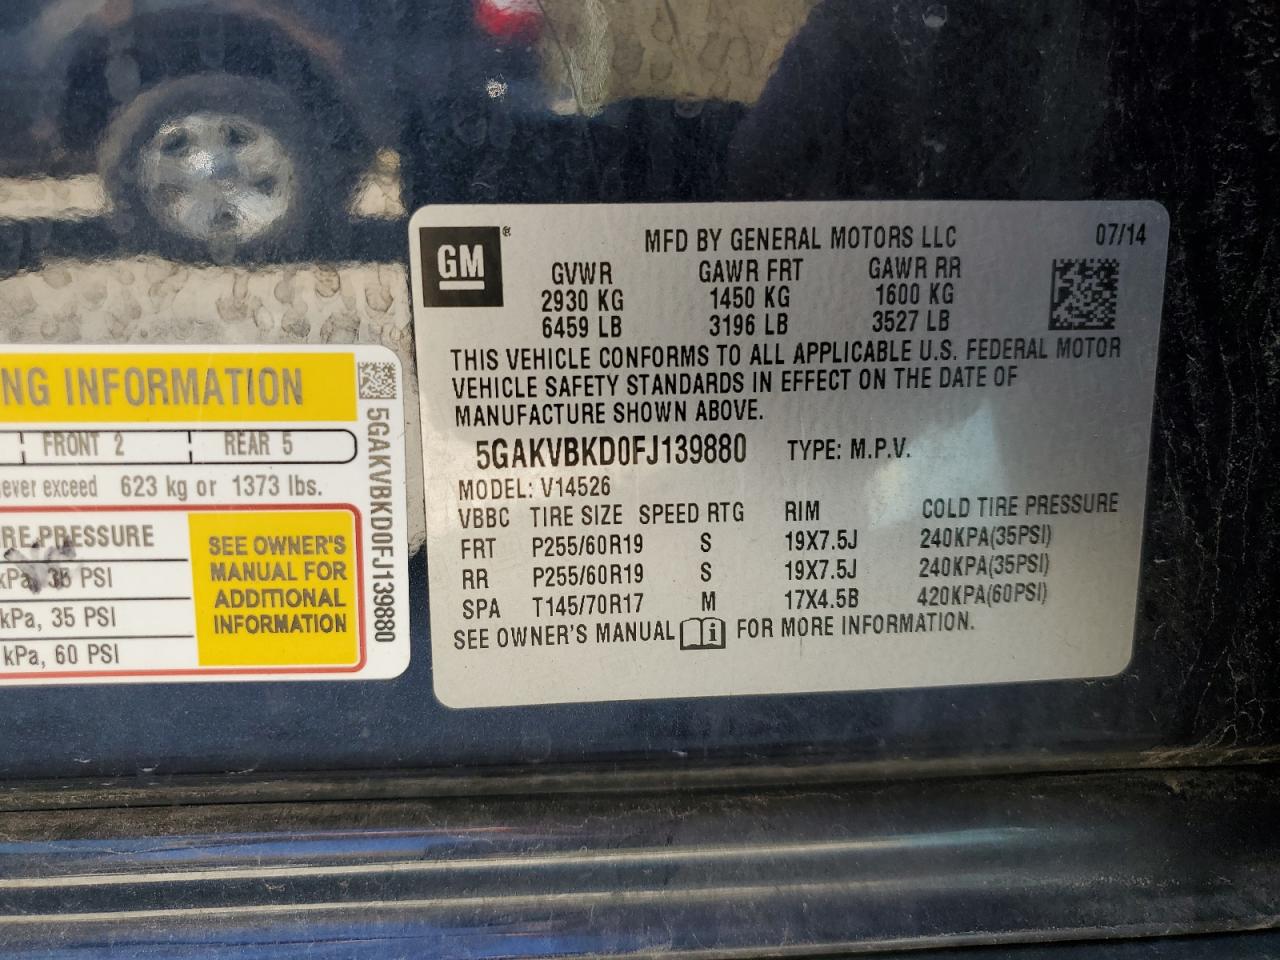 GM ®
MFD BY GENERAL MOTORS LLC 07/14
GVWR GAWR FRT GAWR RR
2930 KG 1450 KG 1600 KG
6459 LB 3196 LB 3527 LB
THIS VEHICLE CONFORMS TO ALL APPLICABLE U.S. FEDERAL MOTOR
VEHICLE SAFETY STANDARDS IN EFFECT ON THE DATE OF
MANUFACTURE SHOWN ABOVE.
5GAKVBKD0FJ139880 TYPE: M.P.V.
MODEL: V14526
VBBC TIRE SIZE SPEED RTG RIM COLD TIRE PRESSURE
FRT P255/60R19 S 19X7.5J 240KPA(35PSI)
RR P255/60R19 S 19X7.5J 240KPA(35PSI)
SPA T145/70R17 M 17X4.5B 420KPA(60PSI)
SEE OWNER'S MANUAL FOR MORE INFORMATION.
NG INFORMATION
FRONT 2 REAR 5
never exceed 623 kg or 1373 lbs.
RE PRESSURE
kPa, 35 PSI
kPa, 35 PSI
kPa, 60 PSI
SEE OWNER'S
MANUAL FOR
ADDITIONAL
INFORMATION
5GAKVBKD0FJ139880